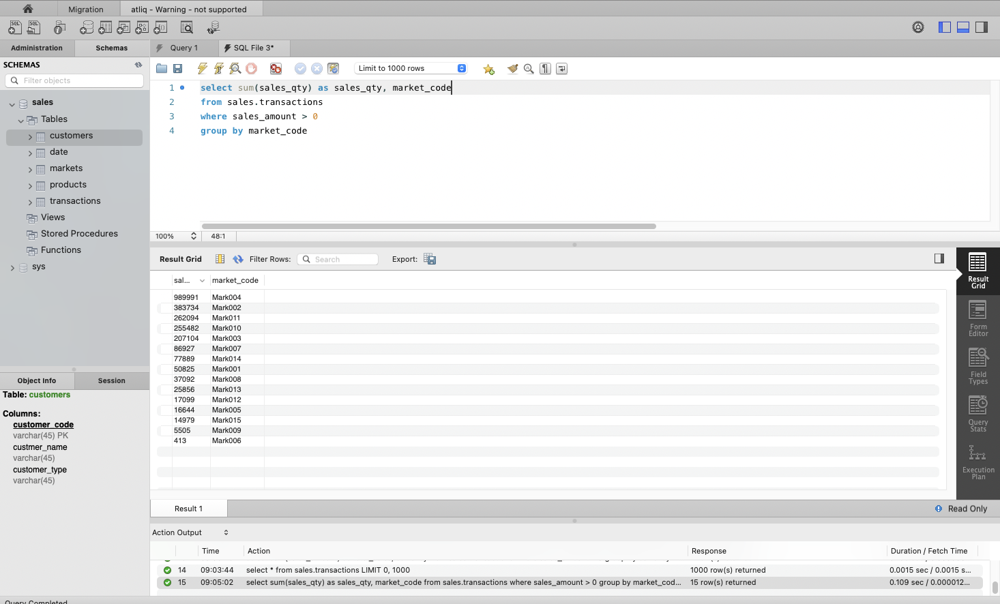 Migration
atliq - Warning - not supported
Administration
Schemas
Query 1
SQL File 3*
SCHEMAS
Filter objects
sales
Tables
customers
date
markets
products
transactions
Views
Stored Procedures
Functions
sys
Limit to 1000 rows
1 select sum(sales_qty) as sales_qty, market_code
2 from sales.transactions
3 where sales_amount > 0
4 group by market_code
100% 48:1
Result Grid Filter Rows: Search Export:
sal... market_code
989991 Mark004
383734 Mark002
262094 Mark011
255482 Mark010
207104 Mark003
86927 Mark007
77889 Mark014
50825 Mark001
37092 Mark008
25856 Mark013
17099 Mark012
16644 Mark005
14979 Mark015
5505 Mark009
413 Mark006
Result
Grid
Form
Editor
Field
Types
Query
Stats
Execution
Plan
Object Info Session
Table: customers
Columns:
customer_code
varchar(45) PK
custmer_name
varchar(45)
customer_type
varchar(45)
Result 1
Read Only
Action Output
Time Action Response Duration / Fetch Time
14 09:03:44 select * from sales.transactions LIMIT 0, 1000 1000 row(s) returned 0.0015 sec / 0.0015 s...
15 09:05:02 select sum(sales_qty) as sales_qty, market_code from sales.transactions where sales_amount > 0 group by market_cod... 15 row(s) returned 0.109 sec / 0.000012...
Query Completed